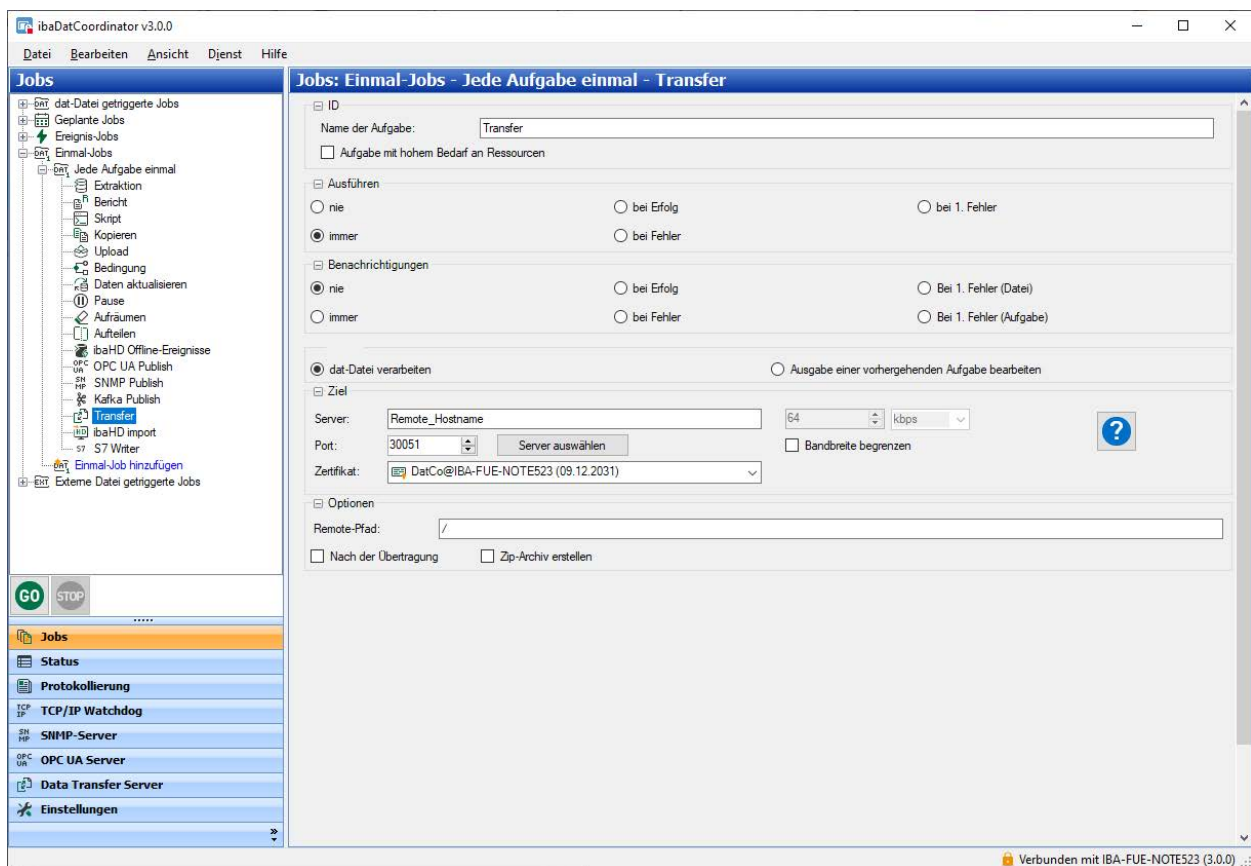 ibaDatCoordinator v3.0.0
Datei Bearbeiten Ansicht Dienst Hilfe
Jobs
dat-Datei getriggerte Jobs
Geplante Jobs
Ereignis-Jobs
Einmal-Jobs
Jede Aufgabe einmal
Extraktion
Bericht
Skript
Kopieren
Upload
Bedingung
Daten aktualisieren
Pause
Aufräumen
Aufteilen
ibaHD Offline-Ereignisse
OPC UA Publish
SNMP Publish
Kafka Publish
Transfer
ibaHD import
S7 S7 Writer
Einmal-Job hinzufügen
Externe Datei getriggerte Jobs
GO STOP
Jobs
Status
Protokollierung
TCP/IP Watchdog
SNMP-Server
OPC UA Server
Data Transfer Server
Einstellungen
Jobs: Einmal-Jobs - Jede Aufgabe einmal - Transfer
ID
Name der Aufgabe: Transfer
Aufgabe mit hohem Bedarf an Ressourcen
Ausführen
nie bei Erfolg bei 1. Fehler
immer bei Fehler
Benachrichtigungen
nie bei Erfolg Bei 1. Fehler (Datei)
immer bei Fehler Bei 1. Fehler (Aufgabe)
dat-Datei verarbeiten Ausgabe einer vorhergehenden Aufgabe bearbeiten
Ziel
Server: Remote_Hostname 64 kbps
Port: 30051 Server auswählen Bandbreite begrenzen
Zertifikat: DatCo@IBA-FUE-NOTE523 (09.12.2031)
Optionen
Remote-Pfad: /
Nach der Übertragung Zip-Archiv erstellen
Verbunden mit IBA-FUE-NOTE523 (3.0.0)